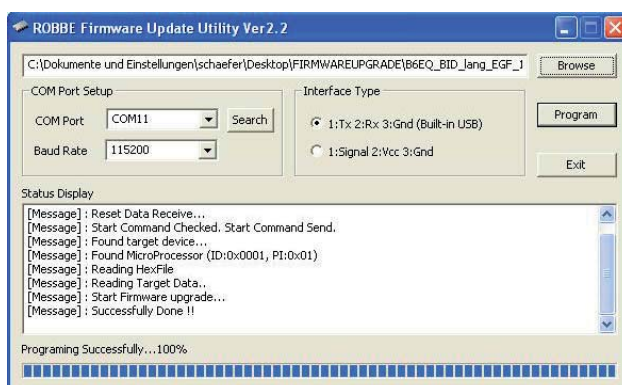 ROBBE Firmware Update Utility Ver2.2
C:\Dokumente und Einstellungen\schaefer\Desktop\FIRMWAREUPGRADE\B6EQ_BID_lang_EGF_1
Browse
COM Port Setup
COM Port COM11 Search
Baud Rate 115200
Interface Type
1:Tx 2:Rx 3:Gnd (Built-in USB)
1:Signal 2:Vcc 3:Gnd
Program
Exit
Status Display
[Message] : Reset Data Receive...
[Message] : Start Command Checked. Start Command Send.
[Message] : Found target device...
[Message] : Found MicroProcessor (ID:0x0001, PI:0x01)
[Message] : Reading HexFile
[Message] : Reading Target Data..
[Message] : Start Firmware upgrade...
[Message] : Successfully Done !!
Programing Successfully...100%